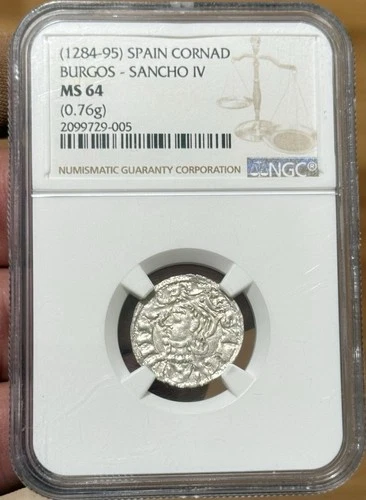 (1284-95) SPAIN CORNAD
BURGOS - SANCHO IV
MS 64
(0.76g)
2099729-005
NUMISMATIC GUARANTY CORPORATION NGC®